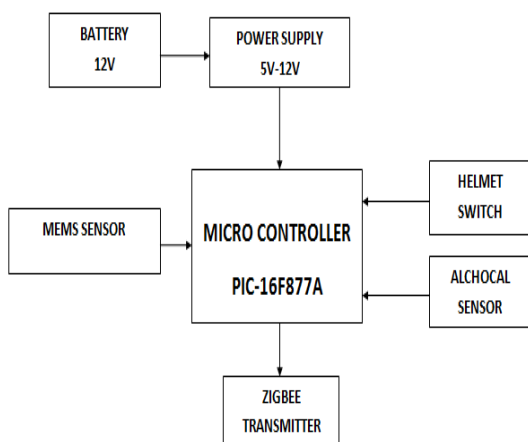 BATTERY
12V
POWER SUPPLY
5V-12V
MEMS SENSOR
MICRO CONTROLLER
PIC-16F877A
HELMET
SWITCH
ALCHOCAL
SENSOR
ZIGBEE
TRANSMITTER